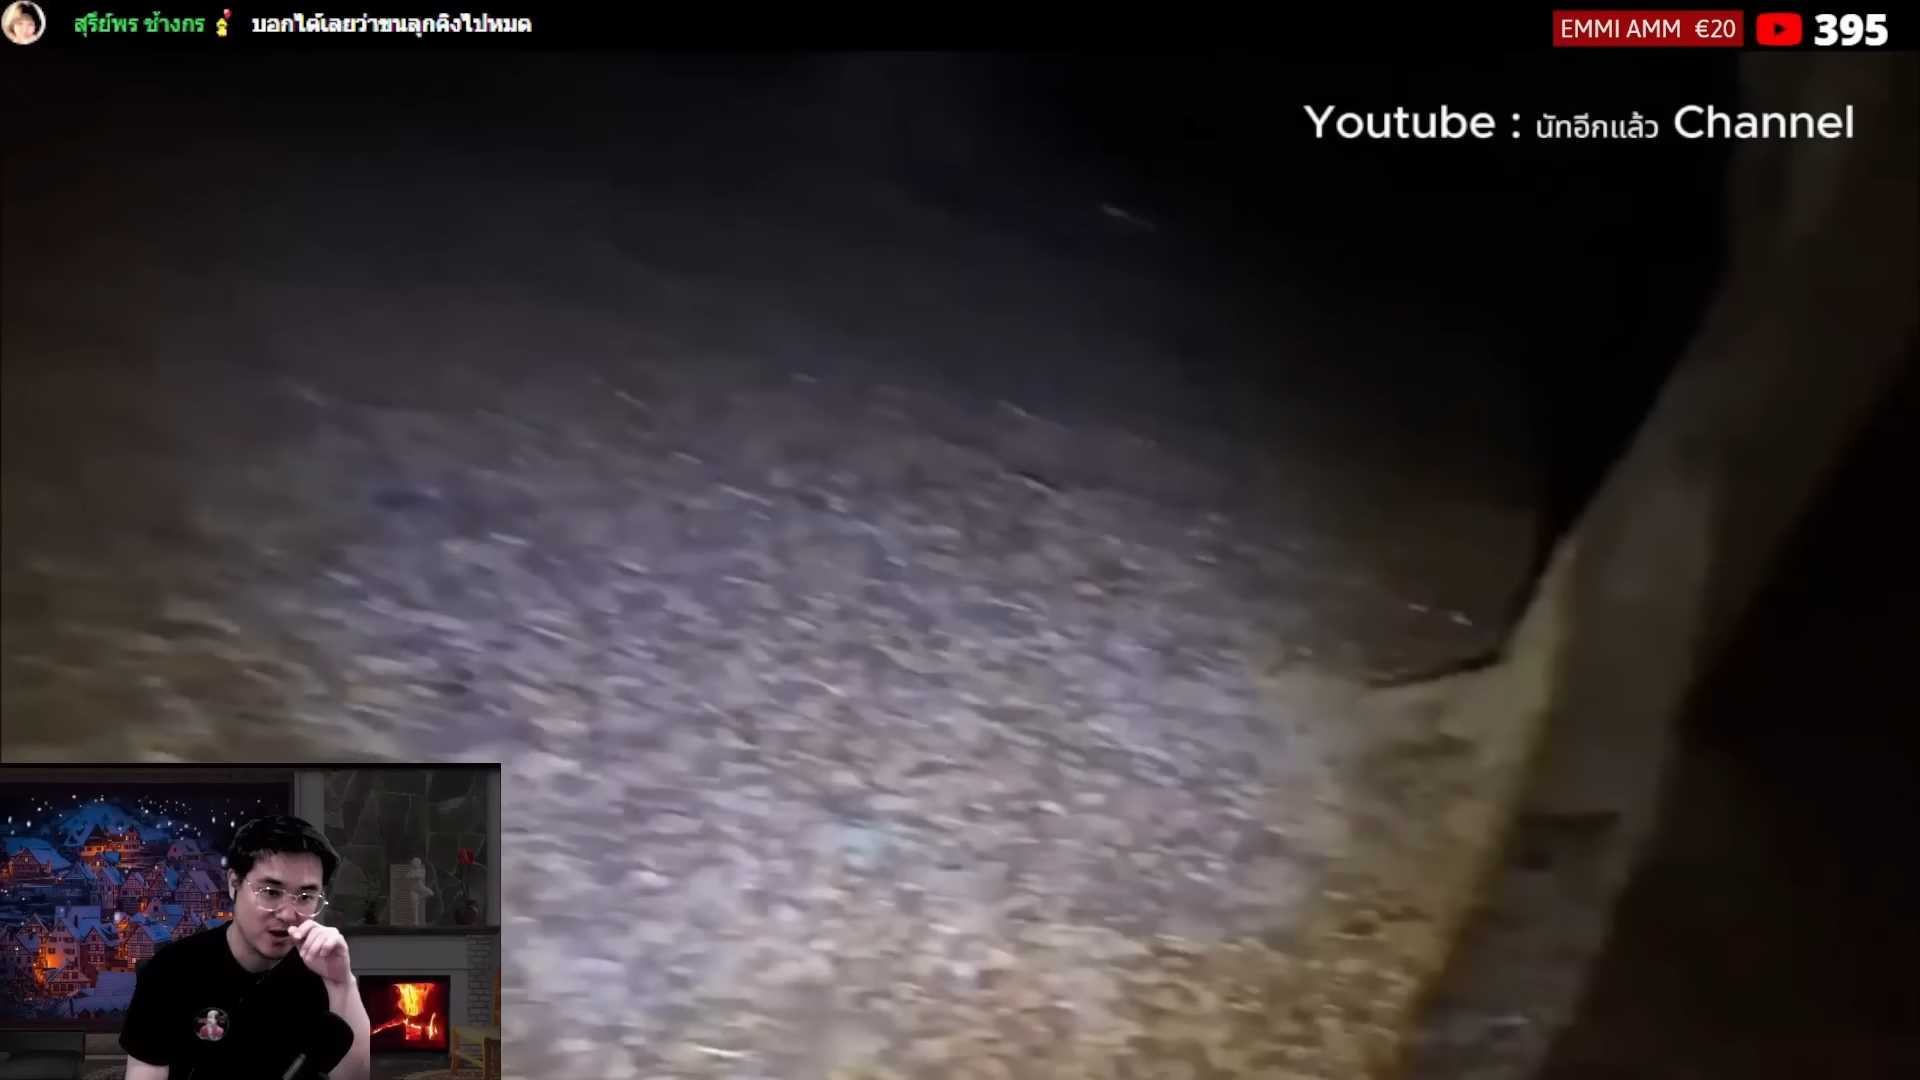 สุรีย์พร ช้างกร บอกได้เลยว่าขนลุกคิงไปหมด
EMMI AMM €20
395
Youtube : นัทอีกแล้ว Channel